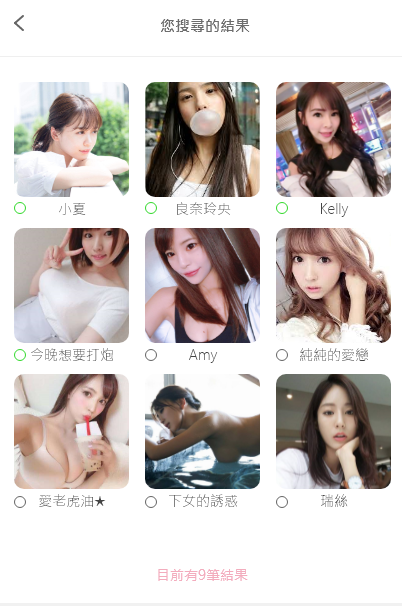 您搜尋的結果
小夏
良奈玲央
Kelly
今晚想要打炮
Amy
純純的愛戀
愛老虎油★
下女的誘惑
瑞絲
目前有9筆結果